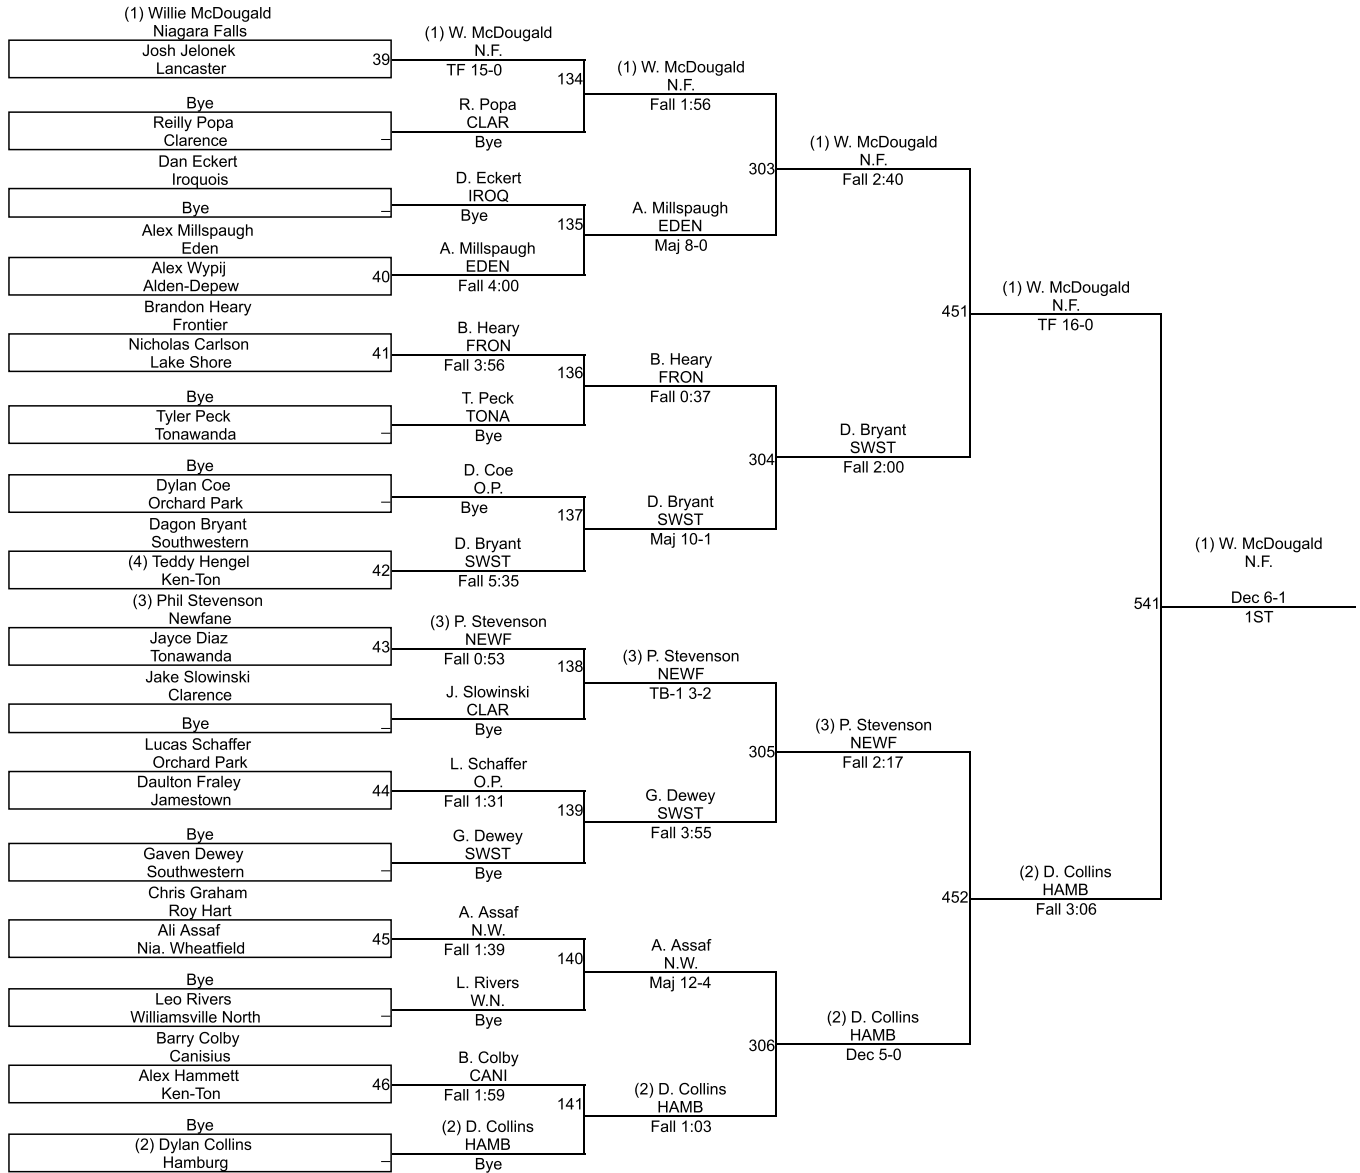 (1) Willie McDougald
Niagara Falls
Josh Jelonek
Lancaster
39
Bye
Reilly Popa
Clarence
_
Dan Eckert
Iroquois
Bye
_
Alex Millspaugh
Eden
Alex Wypij
Alden-Depew
40
Brandon Heary
Frontier
Nicholas Carlson
Lake Shore
41
Bye
Tyler Peck
Tonawanda
_
Bye
Dylan Coe
Orchard Park
_
Dagon Bryant
Southwestern
(4) Teddy Hengel
Ken-Ton
42
(3) Phil Stevenson
Newfane
Jayce Diaz
Tonawanda
43
Jake Slowinski
Clarence
Bye
_
Lucas Schaffer
Orchard Park
Daulton Fraley
Jamestown
44
Bye
Gaven Dewey
Southwestern
_
Chris Graham
Roy Hart
Ali Assaf
Nia. Wheatfield
45
Bye
Leo Rivers
Williamsville North
_
Barry Colby
Canisius
Alex Hammett
Ken-Ton
46
Bye
(2) Dylan Collins
Hamburg
_
(1) W. McDougald
N.F.
TF 15-0
134
R. Popa
CLAR
Bye
D. Eckert
IROQ
Bye
135
A. Millspaugh
EDEN
Fall 4:00
B. Heary
FRON
Fall 3:56
136
T. Peck
TONA
Bye
D. Coe
O.P.
Bye
137
D. Bryant
SWST
Fall 5:35
(3) P. Stevenson
NEWF
Fall 0:53
138
J. Slowinski
CLAR
Bye
L. Schaffer
O.P.
Fall 1:31
139
G. Dewey
SWST
Bye
A. Assaf
N.W.
Fall 1:39
140
L. Rivers
W.N.
Bye
B. Colby
CANI
Fall 1:59
141
(2) D. Collins
HAMB
Bye
(1) W. McDougald
N.F.
Fall 1:56
303
A. Millspaugh
EDEN
Maj 8-0
B. Heary
FRON
Fall 0:37
304
D. Bryant
SWST
Maj 10-1
(3) P. Stevenson
NEWF
TB-1 3-2
305
G. Dewey
SWST
Fall 3:55
A. Assaf
N.W.
Maj 12-4
306
(2) D. Collins
HAMB
Fall 1:03
(1) W. McDougald
N.F.
Fall 2:40
451
D. Bryant
SWST
Fall 2:00
(3) P. Stevenson
NEWF
Fall 2:17
452
(2) D. Collins
HAMB
Dec 5-0
(1) W. McDougald
N.F.
TF 16-0
541
(2) D. Collins
HAMB
Fall 3:06
(1) W. McDougald
N.F.
Dec 6-1
1ST